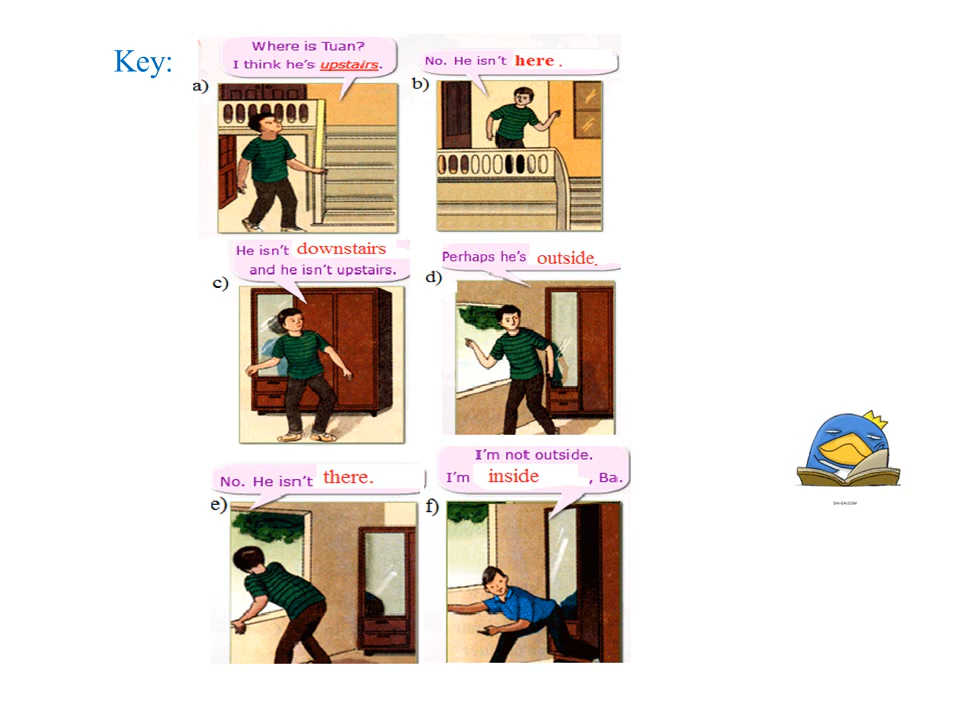 Key:
Where is Tuan?
I think he's upstairs.
a)
No. He isn't here .
b)
He isn't downstairs
and he isn't upstairs.
c)
Perhaps he's outside.
d)
No. He isn't there.
e)
I'm not outside.
I'm inside , Ba.
f)